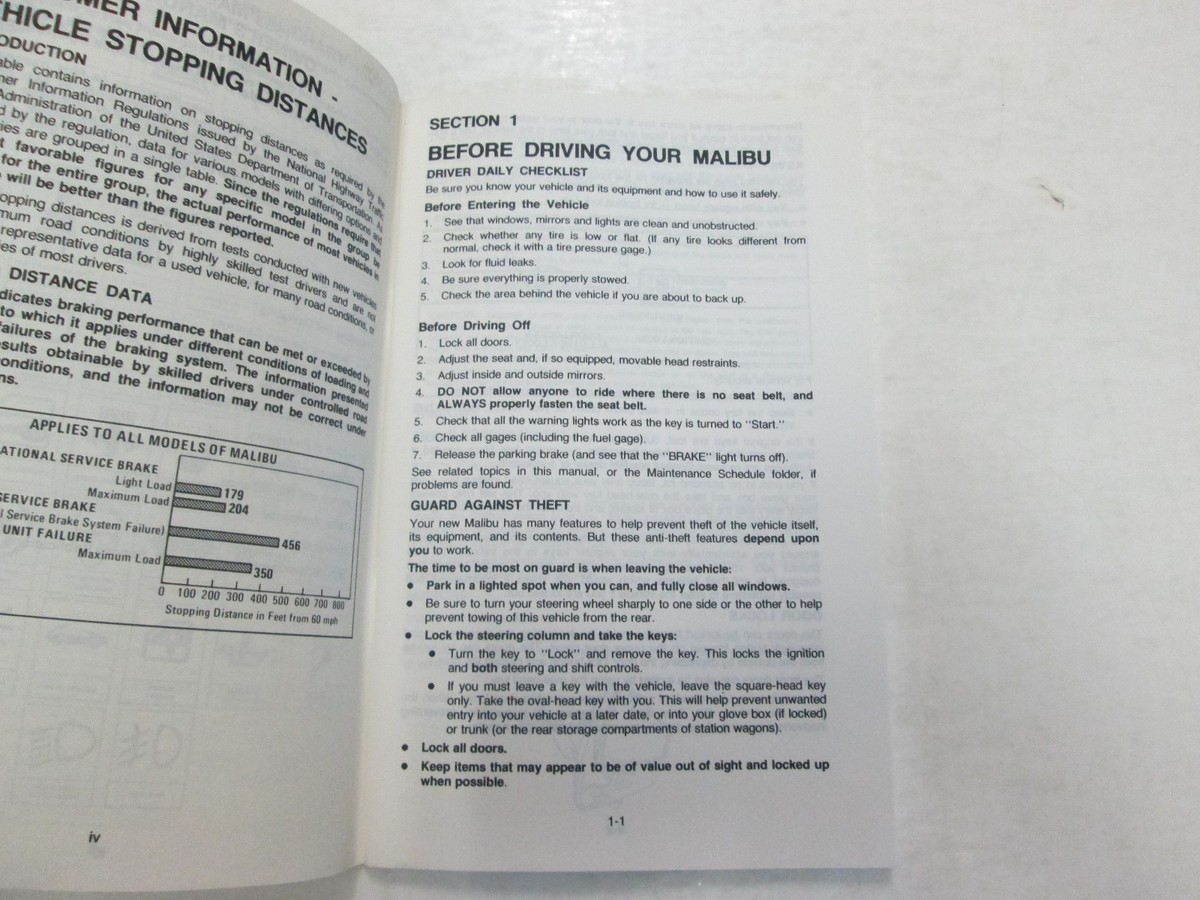 MER INFORMATION -
HICLE STOPPING DISTANCES
ODUCTION
able contains information on stopping distances as required by the
mer Information Regulations issued by the National Highway Traffic
Administration of the United States Department of Transportation. As
d by the regulation, data for various models with differing options and
ries are grouped in a single table. Since the regulations require that
t favorable figures for any specific model in the group be
for the entire group, the actual performance of most vehicles in
will be better than the figures reported.
opping distances is derived from tests conducted with new vehicles
mum road conditions by highly skilled test drivers and are not
representative data for a used vehicle, for many road conditions, or
ies of most drivers.
DISTANCE DATA
dicates braking performance that can be met or exceeded by
to which it applies under different conditions of loading and
failures of the braking system. The information presented
sults obtainable by skilled drivers under controlled road
onditions, and the information may not be correct under
ns.
APPLIES TO ALL MODELS OF MALIBU
ATIONAL SERVICE BRAKE
Light Load 179
Maximum Load 204
SERVICE BRAKE
l Service Brake System Failure) 456
UNIT FAILURE
Maximum Load 350
0 100 200 300 400 500 600 700 800
Stopping Distance in Feet from 60 mph
iv
SECTION 1
BEFORE DRIVING YOUR MALIBU
DRIVER DAILY CHECKLIST
Be sure you know your vehicle and its equipment and how to use it safely.
Before Entering the Vehicle
1. See that windows, mirrors and lights are clean and unobstructed.
2. Check whether any tire is low or flat. (If any tire looks different from
normal, check it with a tire pressure gage.)
3. Look for fluid leaks.
4. Be sure everything is properly stowed.
5. Check the area behind the vehicle if you are about to back up.
Before Driving Off
1. Lock all doors.
2. Adjust the seat and, if so equipped, movable head restraints.
3. Adjust inside and outside mirrors.
4. DO NOT allow anyone to ride where there is no seat belt, and
ALWAYS properly fasten the seat belt.
5. Check that all the warning lights work as the key is turned to "Start."
6. Check all gages (including the fuel gage).
7. Release the parking brake (and see that the "BRAKE" light turns off).
See related topics in this manual, or the Maintenance Schedule folder, if
problems are found.
GUARD AGAINST THEFT
Your new Malibu has many features to help prevent theft of the vehicle itself,
its equipment, and its contents. But these anti-theft features depend upon
you to work.
The time to be most on guard is when leaving the vehicle:
• Park in a lighted spot when you can, and fully close all windows.
• Be sure to turn your steering wheel sharply to one side or the other to help
prevent towing of this vehicle from the rear.
• Lock the steering column and take the keys:
• Turn the key to "Lock" and remove the key. This locks the ignition
and both steering and shift controls.
• If you must leave a key with the vehicle, leave the square-head key
only. Take the oval-head key with you. This will help prevent unwanted
entry into your vehicle at a later date, or into your glove box (if locked)
or trunk (or the rear storage compartments of station wagons).
• Lock all doors.
• Keep items that may appear to be of value out of sight and locked up
when possible.
1-1